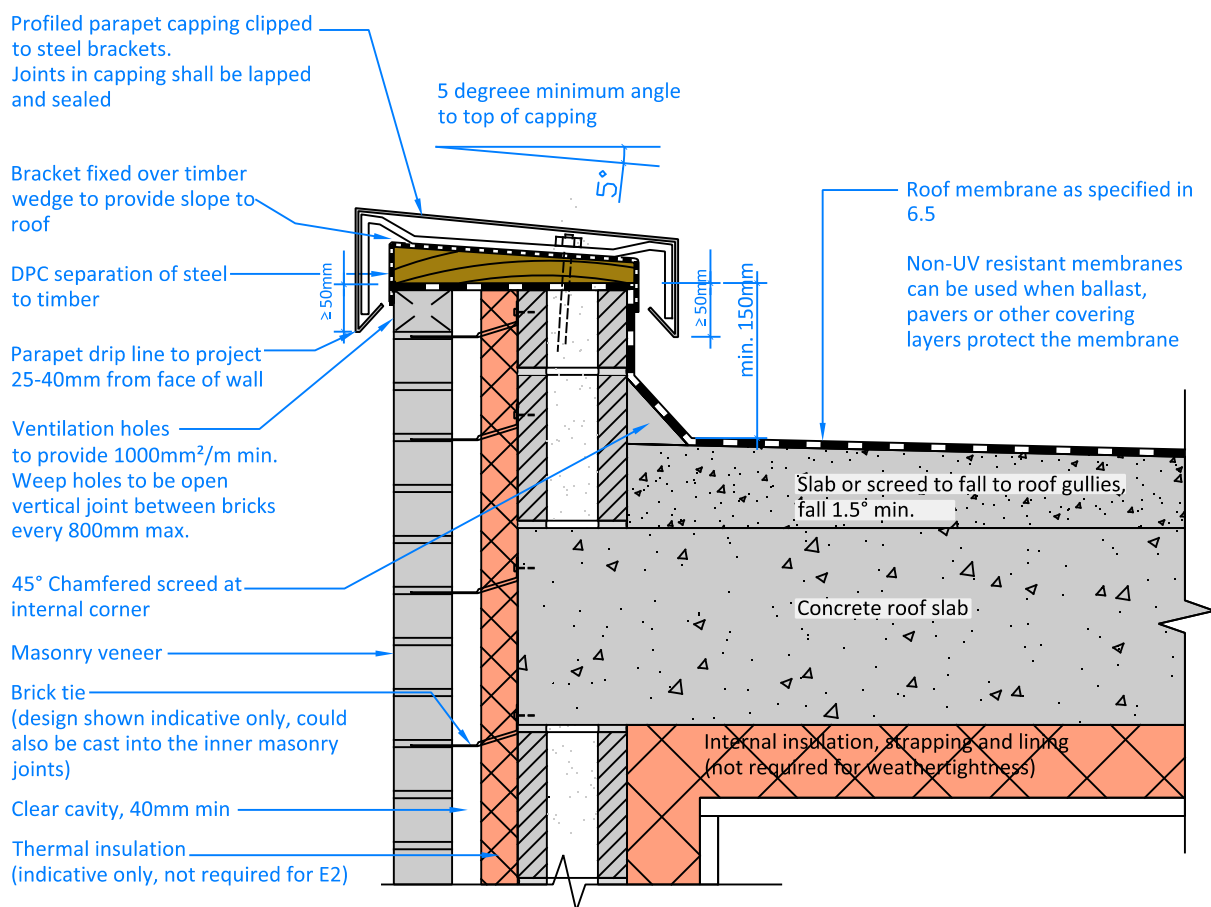 Profiled parapet capping clipped
to steel brackets.
Joints in capping shall be lapped
and sealed
5 degreee minimum angle
to top of capping
5°
Bracket fixed over timber
wedge to provide slope to
roof
DPC separation of steel
to timber
≥ 50mm
≥ 50mm
min. 150mm
Parapet drip line to project
25-40mm from face of wall
Ventilation holes
to provide 1000mm²/m min.
Weep holes to be open
vertical joint between bricks
every 800mm max.
45° Chamfered screed at
internal corner
Masonry veneer
Brick tie
(design shown indicative only, could
also be cast into the inner masonry
joints)
Clear cavity, 40mm min
Thermal insulation
(indicative only, not required for E2)
Roof membrane as specified in
6.5
Non-UV resistant membranes
can be used when ballast,
pavers or other covering
layers protect the membrane
Slab or screed to fall to roof gullies,
fall 1.5° min.
Concrete roof slab
Internal insulation, strapping and lining
(not required for weathertightness)